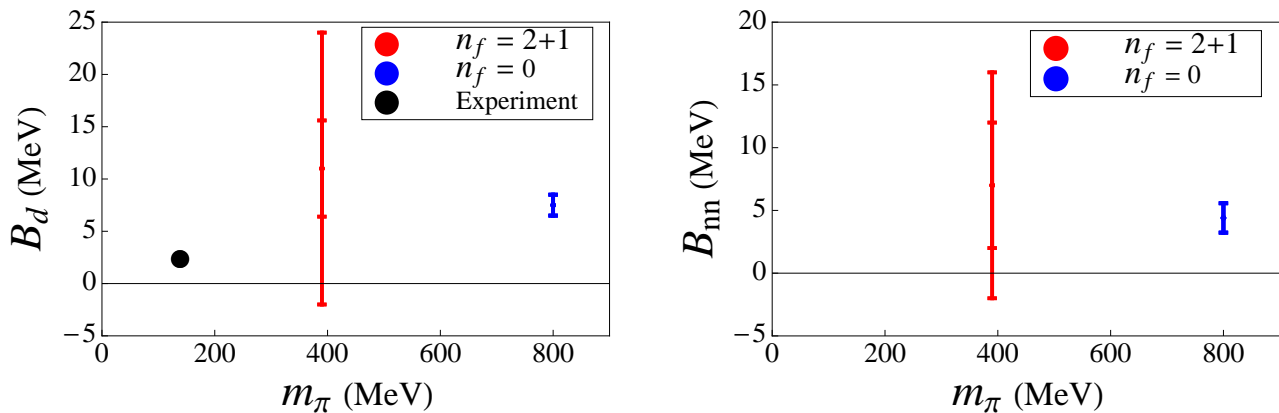 25
20
15
10
5
0
−5
B_d (MeV)
n_f = 2+1
n_f = 0
Experiment
0 200 400 600 800
m_π (MeV)
20
15
10
5
0
−5
B_nn (MeV)
n_f = 2+1
n_f = 0
0 200 400 600 800
m_π (MeV)